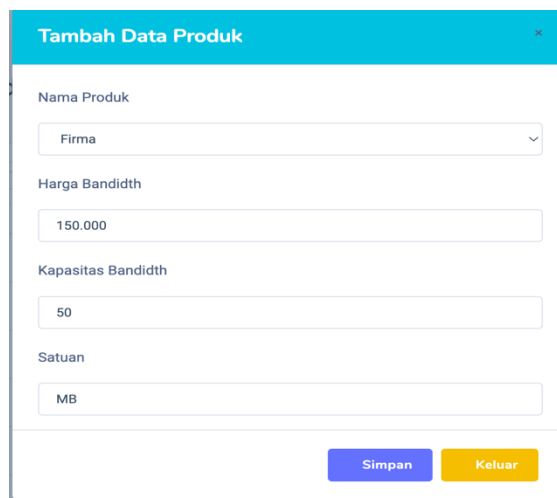 Tambah Data Produk
×
Nama Produk
Firma
Harga Bandidth
150.000
Kapasitas Bandidth
50
Satuan
MB
Simpan Keluar